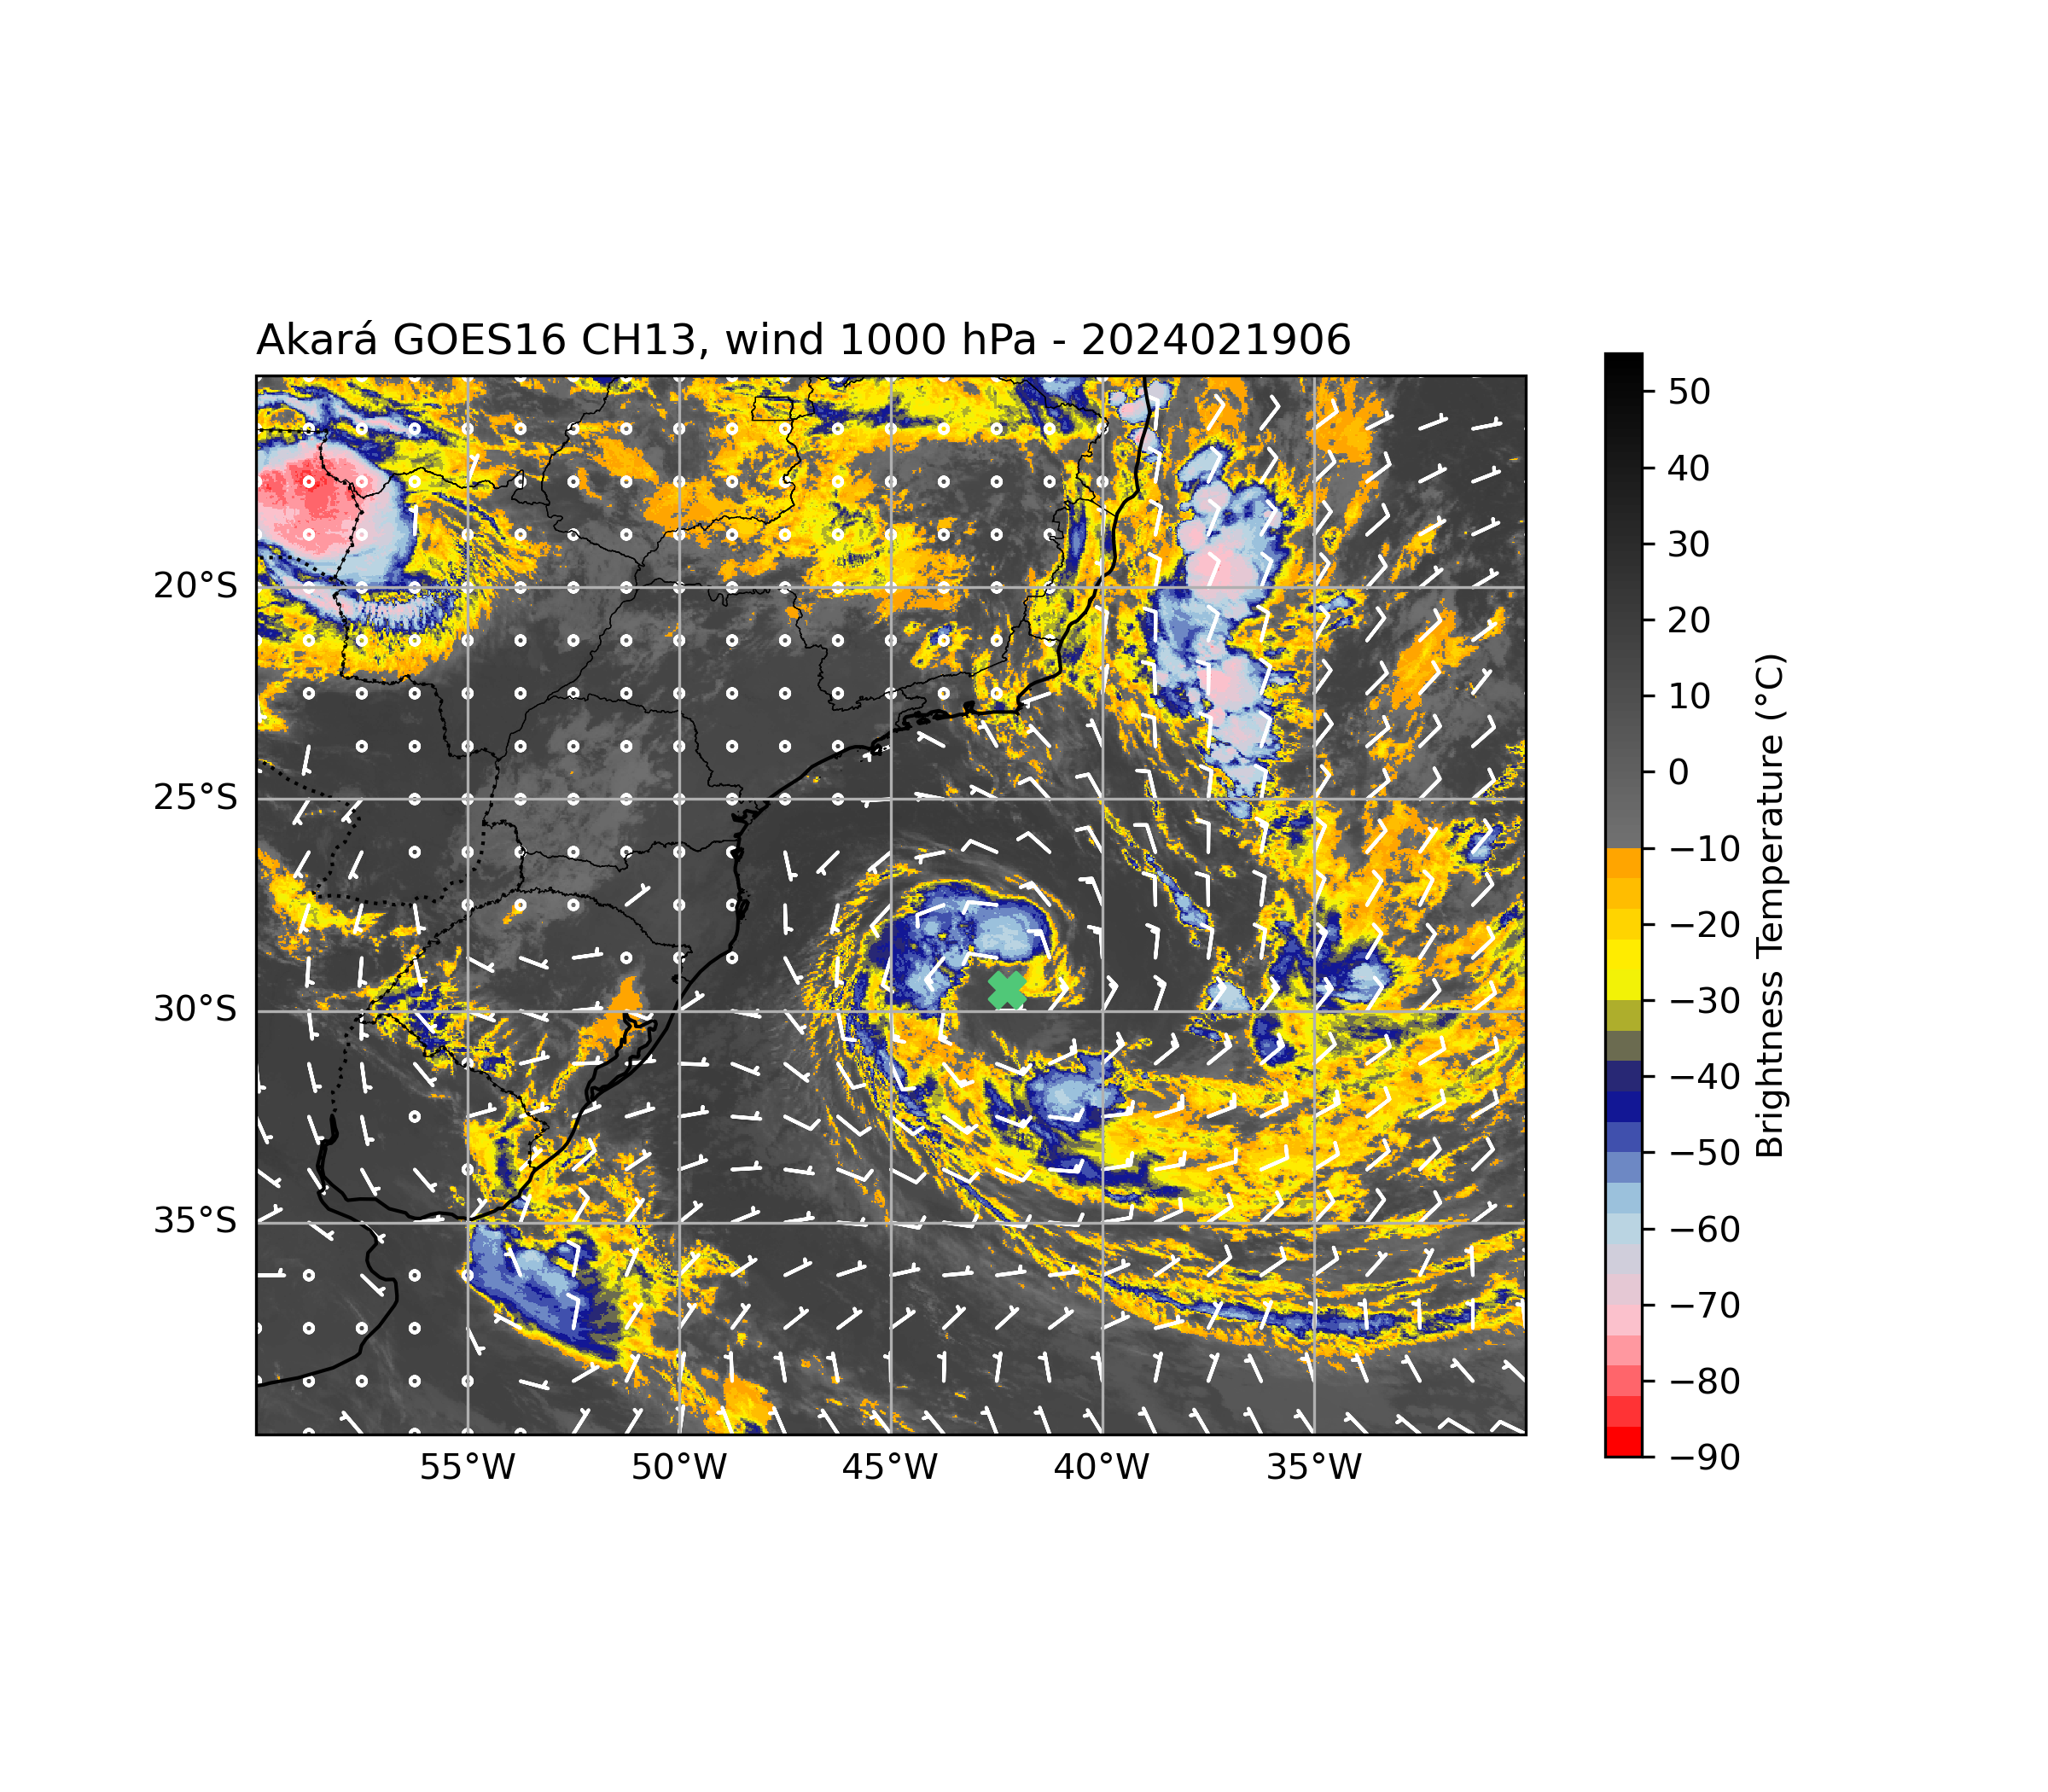 Akará GOES16 CH13, wind 1000 hPa - 2024021906
20°S
25°S
30°S
35°S
55°W
50°W
45°W
40°W
35°W
50
40
30
20
10
0
−10
−20
−30
−40
−50
−60
−70
−80
−90
Brightness Temperature (°C)